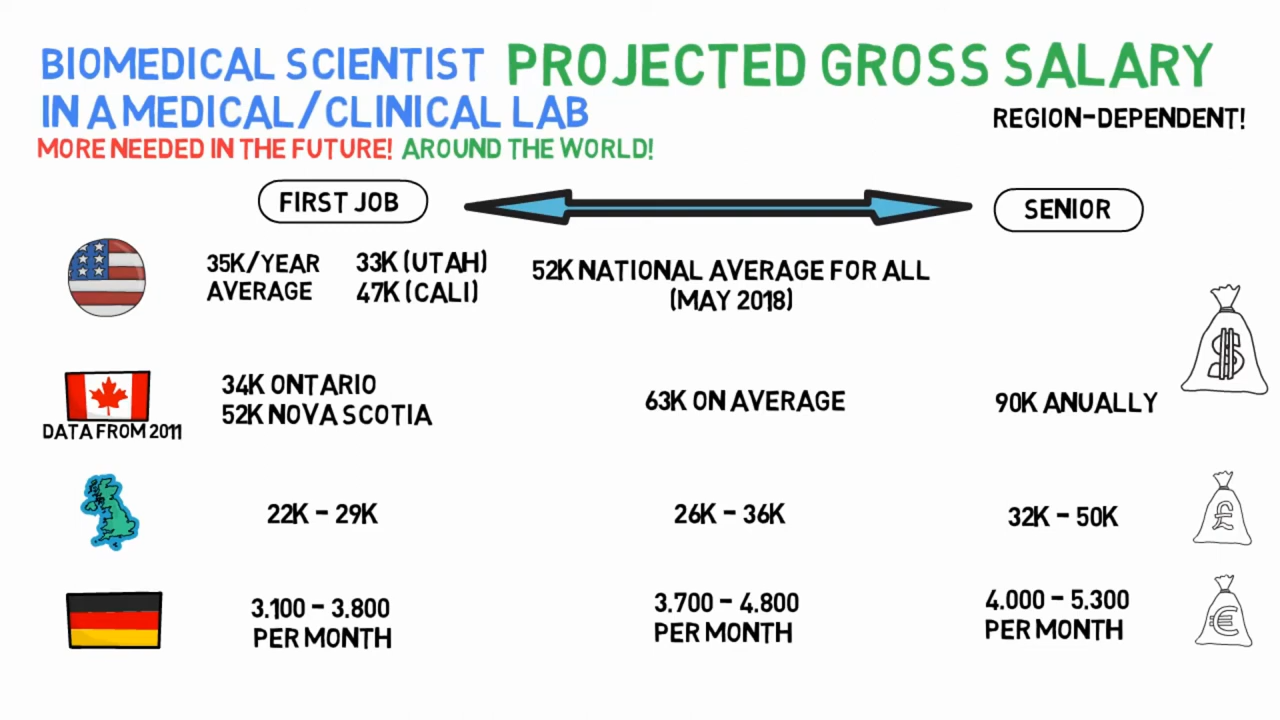 BIOMEDICAL SCIENTIST PROJECTED GROSS SALARY
IN A MEDICAL/CLINICAL LAB
REGION-DEPENDENT!
MORE NEEDED IN THE FUTURE! AROUND THE WORLD!
FIRST JOB
SENIOR
35K/YEAR
AVERAGE
33K (UTAH)
47K (CALI)
52K NATIONAL AVERAGE FOR ALL
(MAY 2018)
$
DATA FROM 2011
34K ONTARIO
52K NOVA SCOTIA
63K ON AVERAGE
90K ANUALLY
22K - 29K
26K - 36K
32K - 50K
£
3.100 - 3.800
PER MONTH
3.700 - 4.800
PER MONTH
4.000 - 5.300
PER MONTH
€